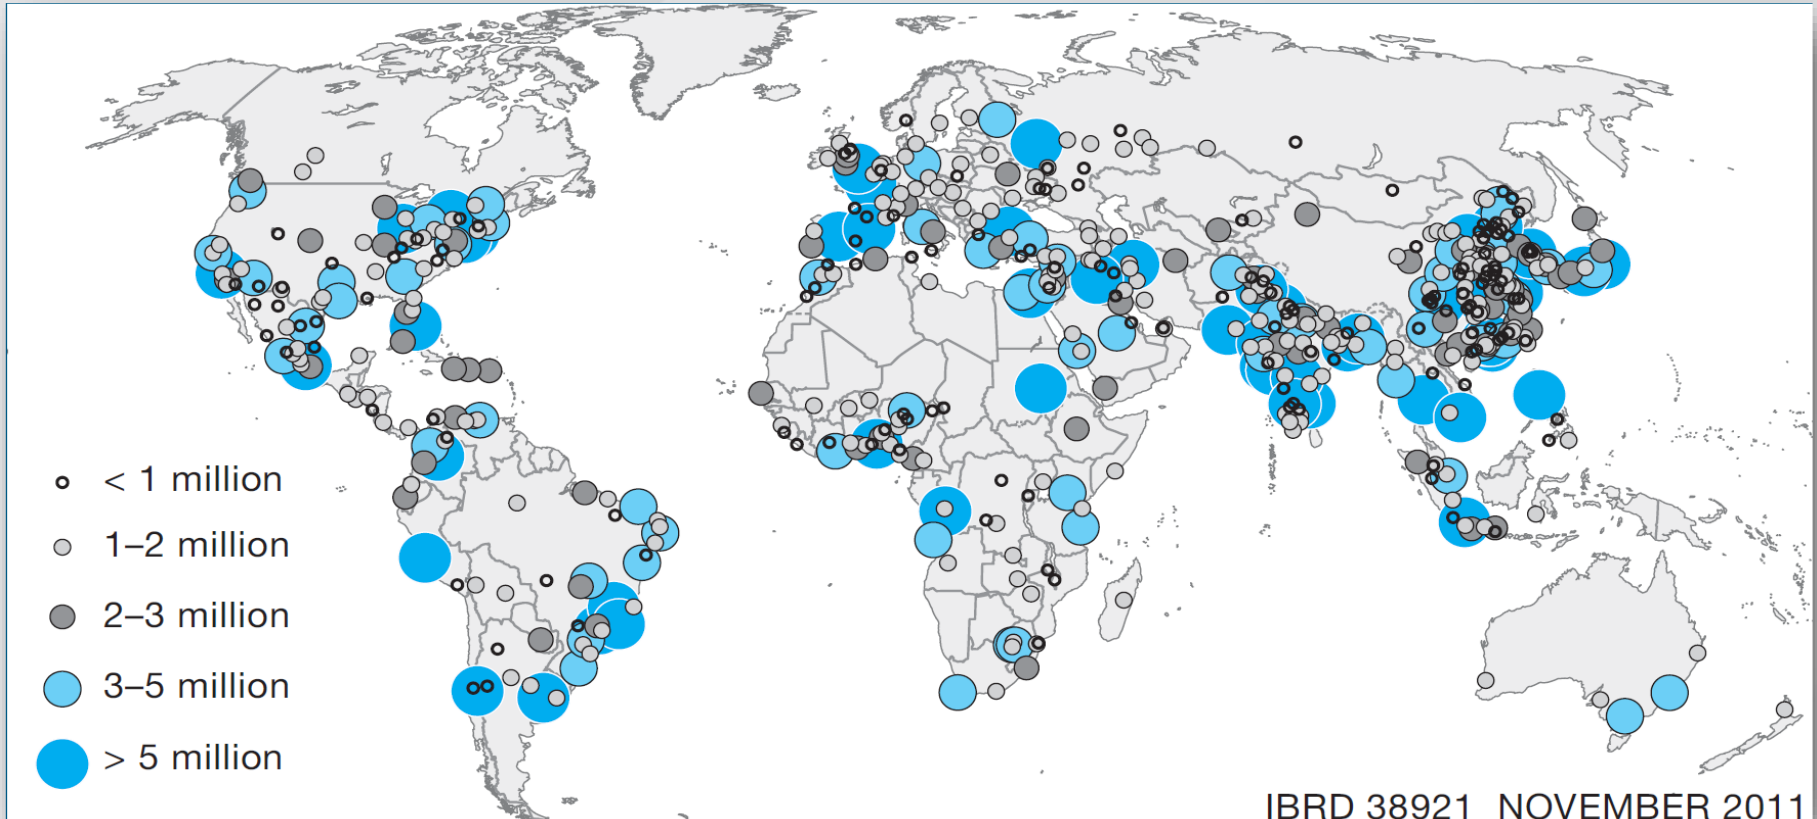 < 1 million
1–2 million
2–3 million
3–5 million
> 5 million
IBRD 38921 NOVEMBER 2011